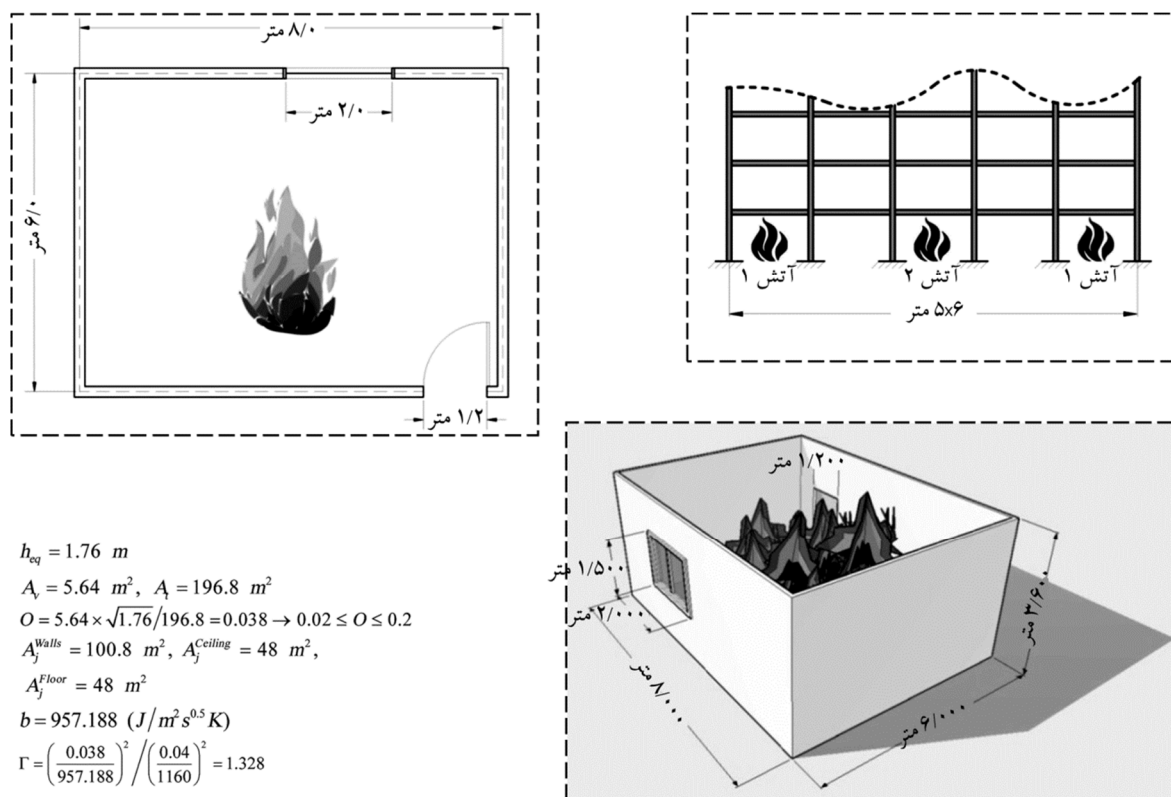 ۸/۰ متر
۲/۰ متر
۶/۰ متر
۱/۲ متر
آتش ۱
آتش ۲
آتش ۱
۵x۶ متر
h_eq = 1.76 m
A_v = 5.64 m², A_t = 196.8 m²
O = 5.64 × √1.76/196.8 = 0.038 → 0.02 ≤ O ≤ 0.2
A_j^Walls = 100.8 m², A_j^Ceiling = 48 m²,
A_j^Floor = 48 m²
b = 957.188 (J/m²s^0.5 K)
Γ = (0.038/957.188)² / (0.04/1160)² = 1.328
۱/۲۰۰ متر
۱/۵۰۰ متر
۲/۰۰۰ متر
۳/۶۰۰ متر
۸/۰۰۰ متر
۶/۰۰۰ متر